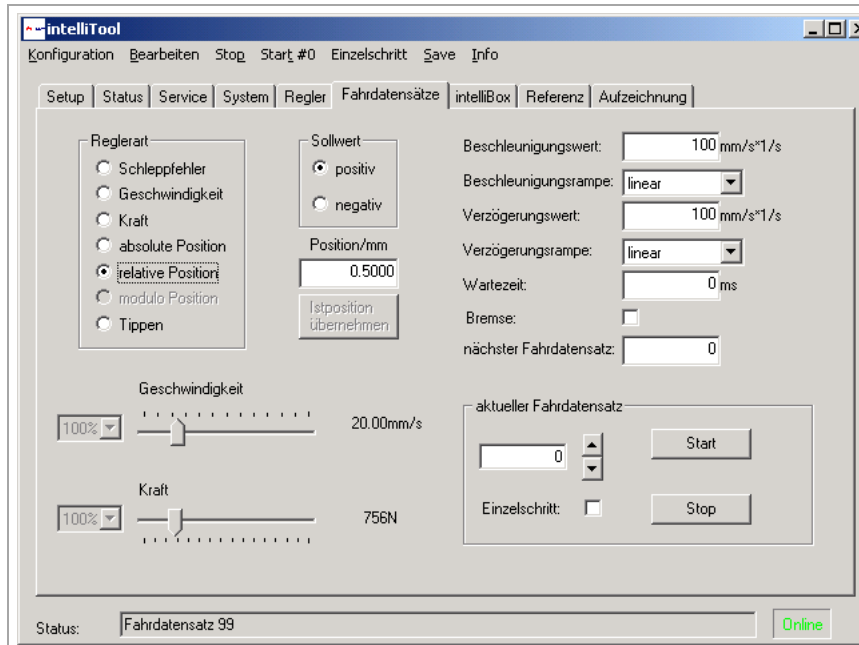 intelliTool
Konfiguration Bearbeiten Stop Start #0 Einzelschritt Save Info
Setup Status Service System Regler Fahrdatensätze intelliBox Referenz Aufzeichnung
Reglerart
Schleppfehler
Geschwindigkeit
Kraft
absolute Position
relative Position
modulo Position
Tippen
Sollwert
positiv
negativ
Position/mm
0.5000
Istposition
übernehmen
Beschleunigungswert: 100 mm/s*1/s
Beschleunigungsrampe: linear
Verzögerungswert: 100 mm/s*1/s
Verzögerungsrampe: linear
Wartezeit: 0 ms
Bremse:
nächster Fahrdatensatz: 0
Geschwindigkeit
100% 20.00mm/s
Kraft
100% 756N
aktueller Fahrdatensatz
0 Start
Einzelschritt: Stop
Status: Fahrdatensatz 99 Online